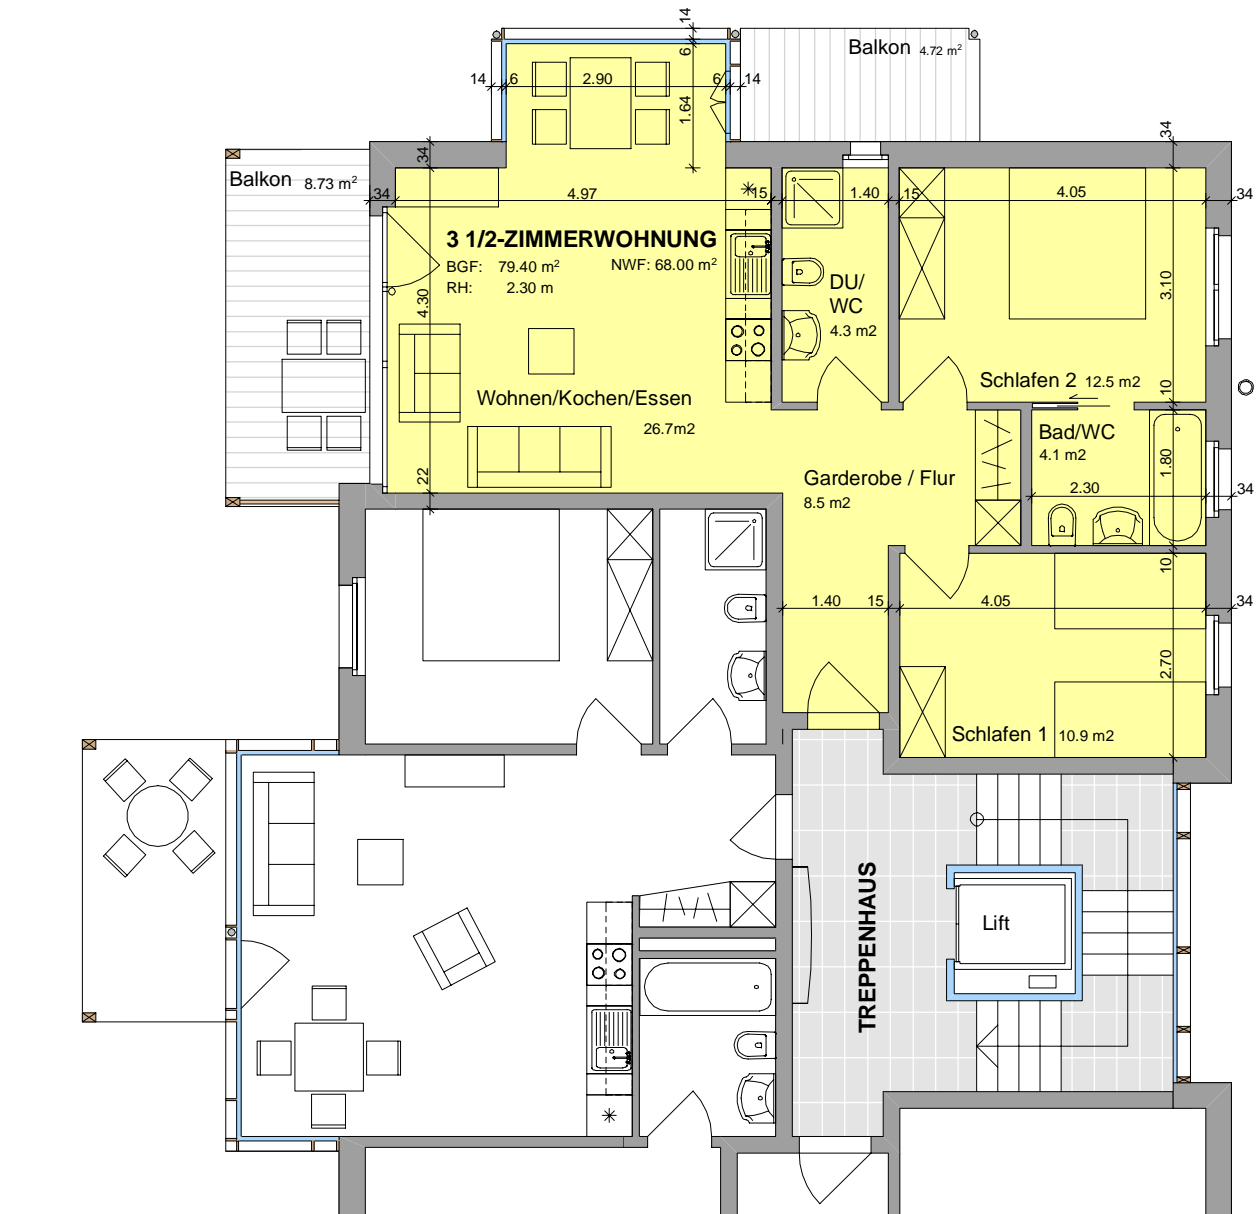 14
Balkon 4.72 m²
14
6
2.90
6
6
14
1.64
34
34
Balkon 8.73 m²
34
4.97
15
1.40
15
4.05
34
3 1/2-ZIMMERWOHNUNG
BGF: 79.40 m²
NWF: 68.00 m²
RH: 2.30 m
4.30
DU/
WC
4.3 m2
3.10
Schlafen 2 12.5 m2
10
Wohnen/Kochen/Essen
26.7m2
Bad/WC
4.1 m2
1.80
22
Garderobe / Flur
8.5 m2
2.30
34
10
1.40
15
4.05
34
2.70
Schlafen 1 10.9 m2
TREPPENHAUS
Lift